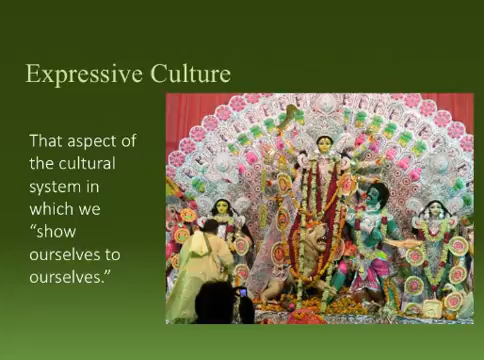 Expressive Culture
That aspect of
the cultural
system in
which we
“show
ourselves to
ourselves.”